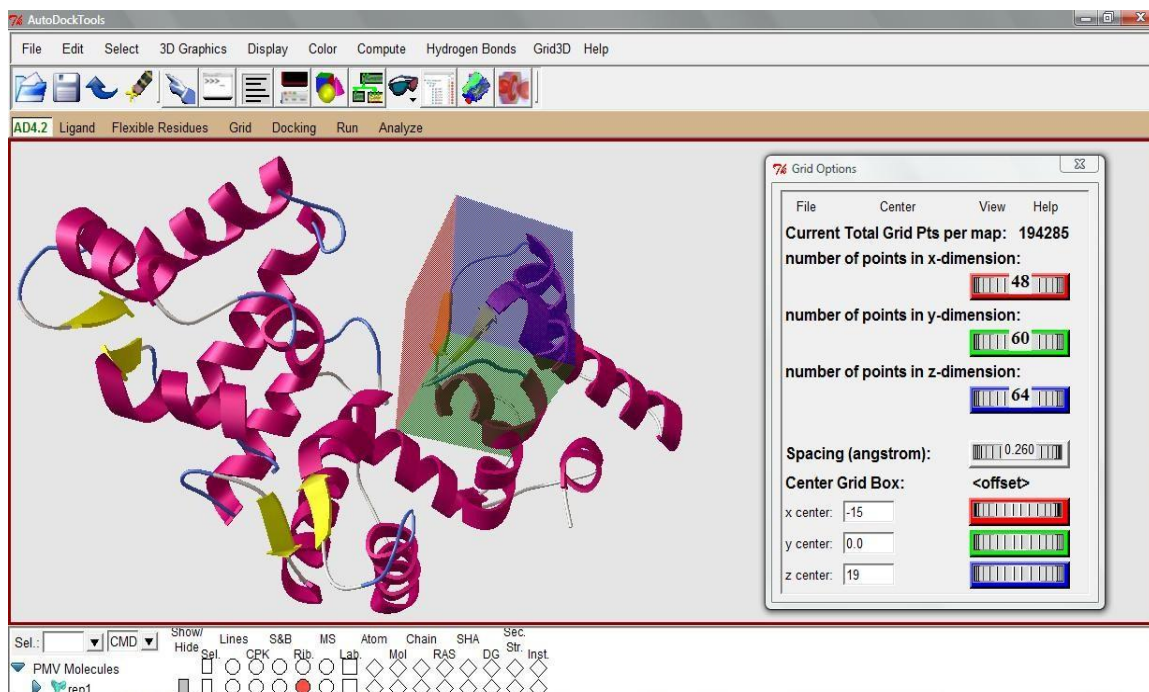 AutoDockTools
File Edit Select 3D Graphics Display Color Compute Hydrogen Bonds Grid3D Help
AD4.2 Ligand Flexible Residues Grid Docking Run Analyze
Grid Options
File Center View Help
Current Total Grid Pts per map: 194285
number of points in x-dimension:
48
number of points in y-dimension:
60
number of points in z-dimension:
64
Spacing (angstrom): 0.260
Center Grid Box: <offset>
x center: -15
y center: 0.0
z center: 19
Sel.: CMD Show/
Hide Sel. Lines CPK S&B Rib. MS Lab. Atom Mol Chain RAS SHA DG Sec.
Str. Inst.
PMV Molecules
rep1